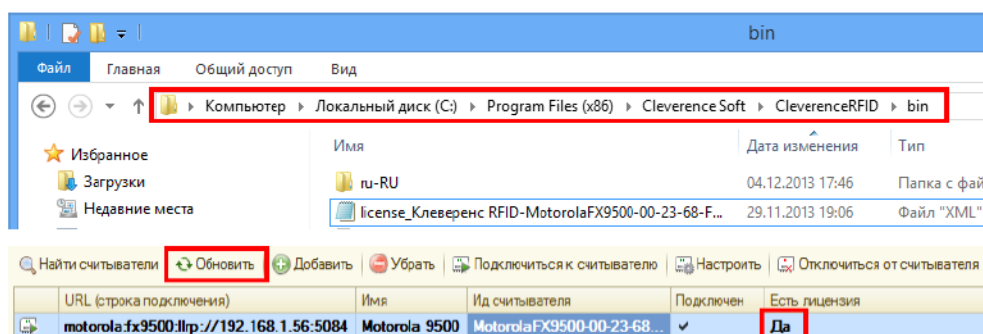 bin
Файл Главная Общий доступ Вид
Компьютер Локальный диск (C:) Program Files (x86) Cleverence Soft CleverenceRFID bin
Избранное Имя Дата изменения Тип
Загрузки ru-RU 04.12.2013 17:46 Папка с фай
Недавние места license_Клеверенс RFID-MotorolaFX9500-00-23-68-F... 29.11.2013 19:06 Файл "XML"
Найти считыватели Обновить Добавить Убрать Подключиться к считывателю Настроить Отключиться от считывателя
URL (строка подключения) Имя Ид считывателя Подключен Есть лицензия
motorola:fx9500:llrp://192.168.1.56:5084 Motorola 9500 MotorolaFX9500-00-23-68... Да